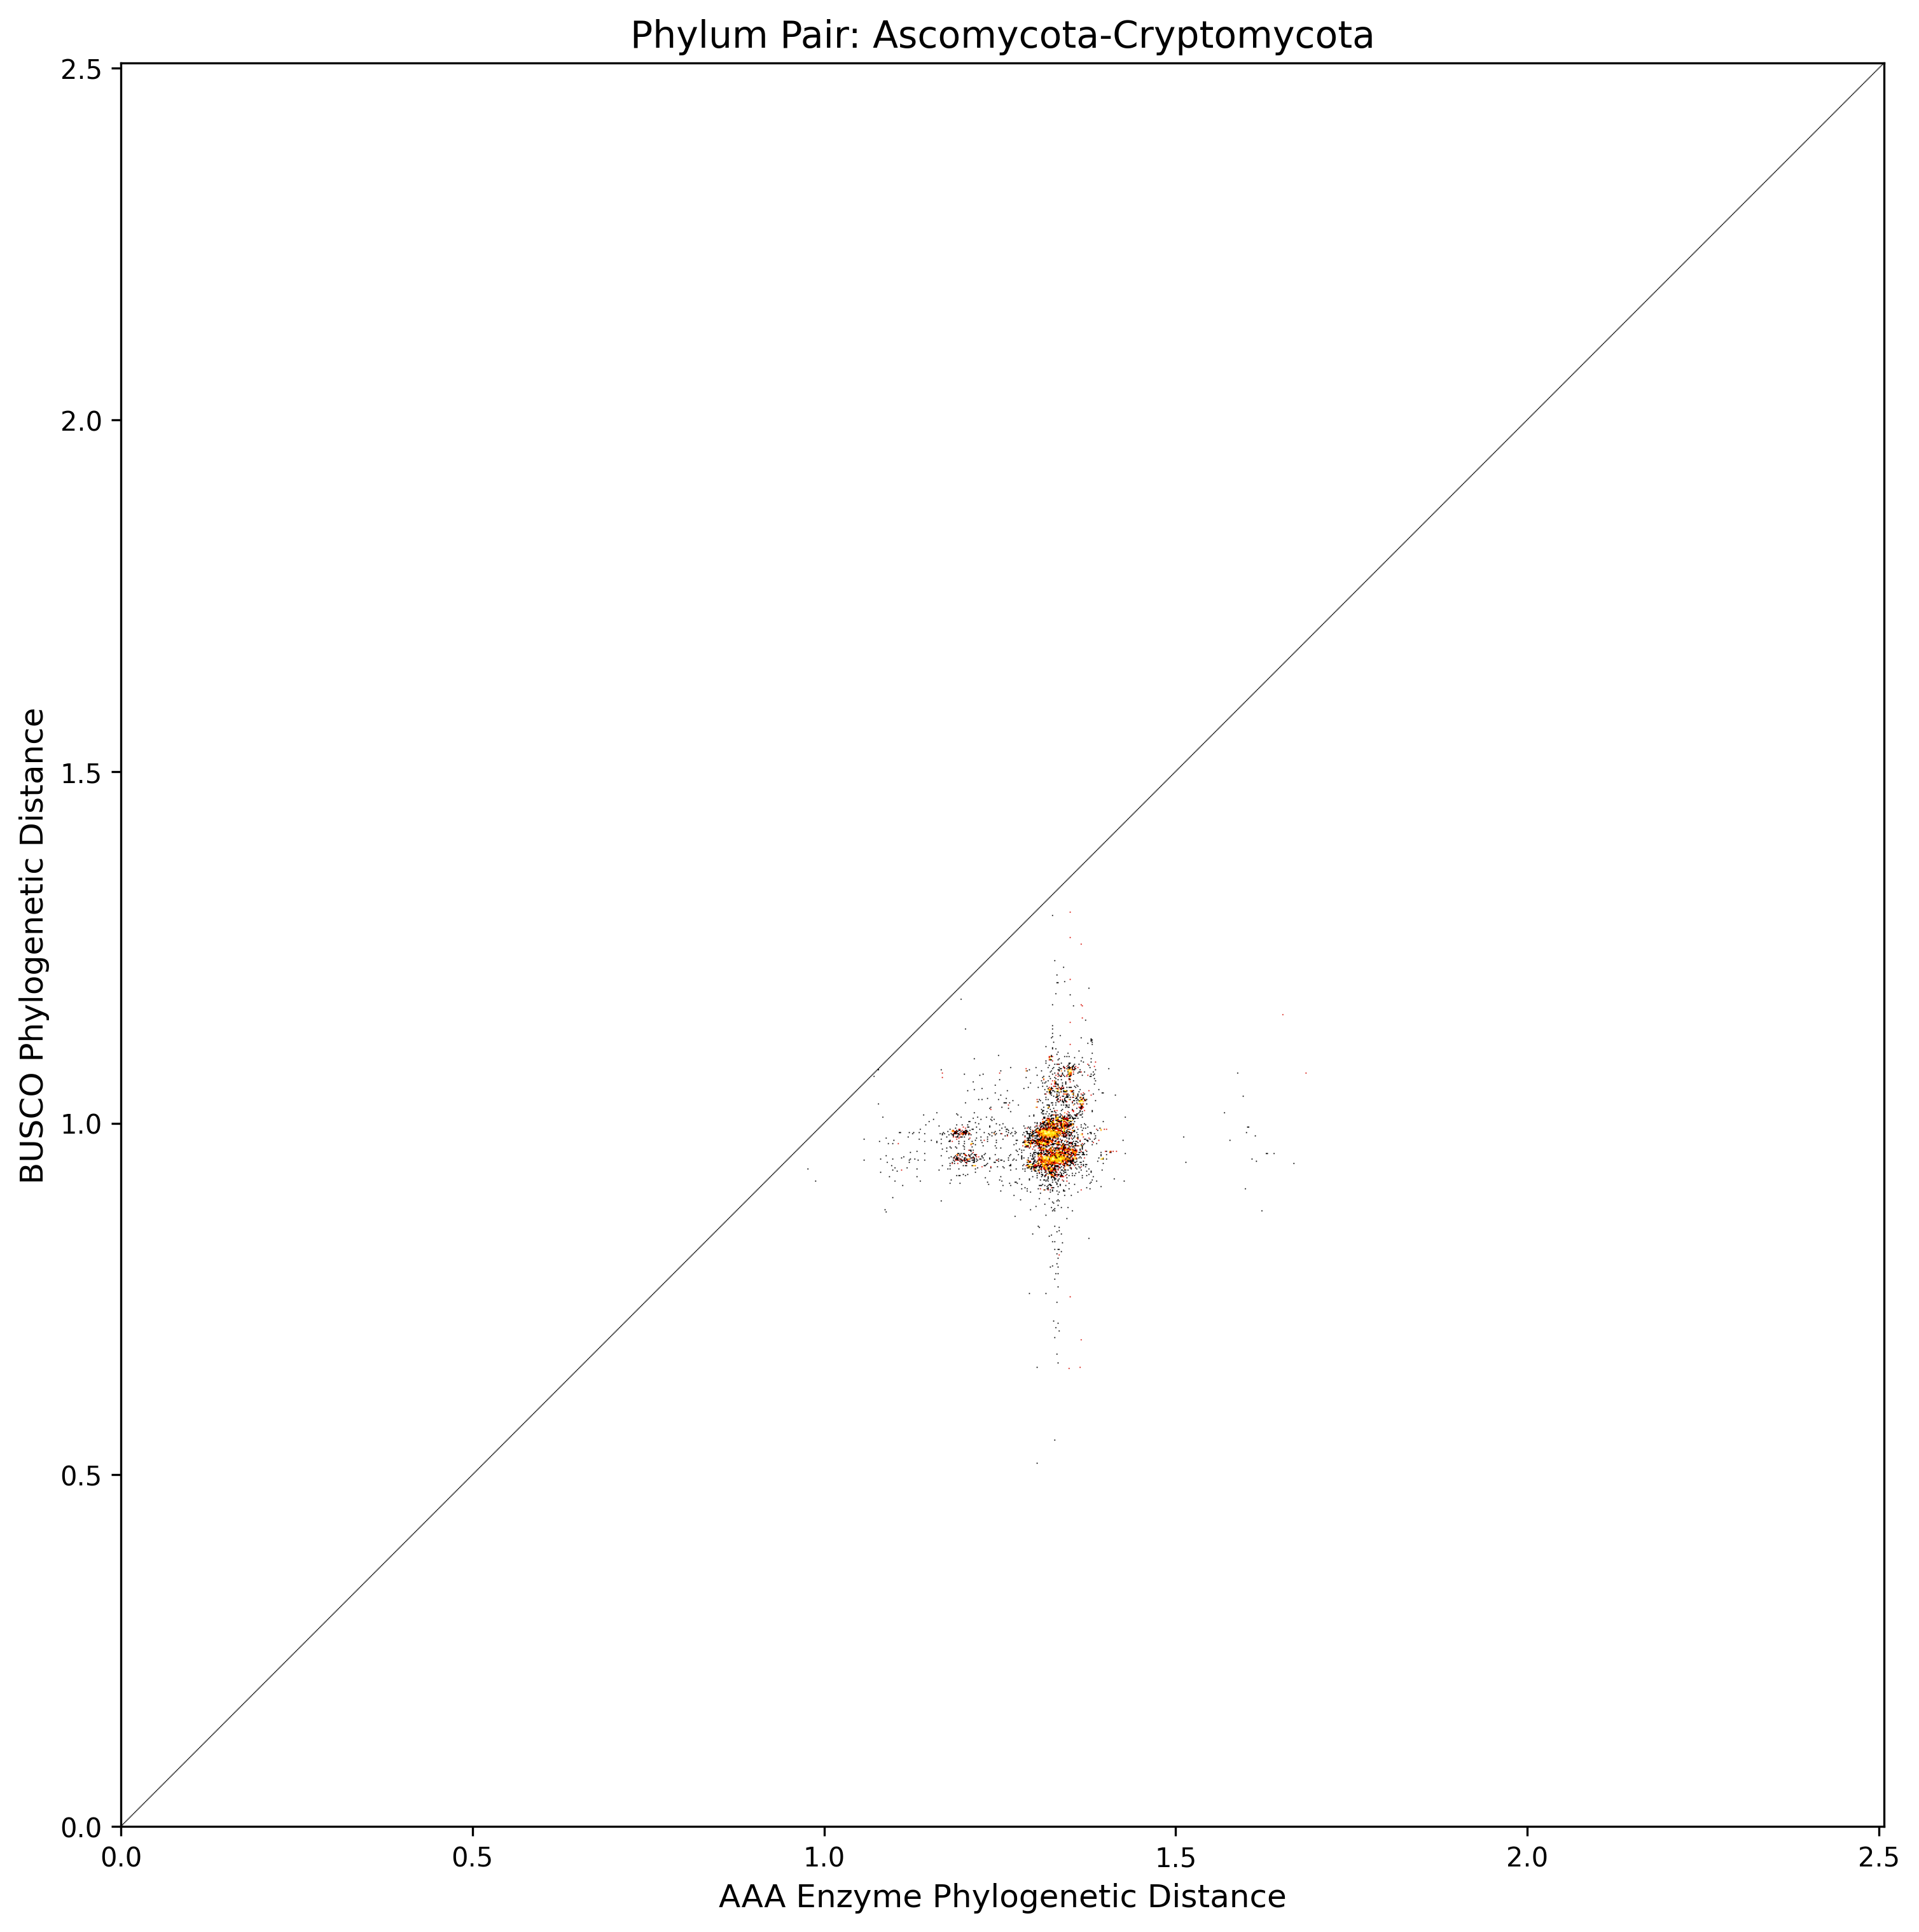 Phylum Pair: Ascomycota-Cryptomycota
2.5
2.0
1.5
1.0
0.5
0.0
BUSCO Phylogenetic Distance
0.0 0.5 1.0 1.5 2.0 2.5
AAA Enzyme Phylogenetic Distance